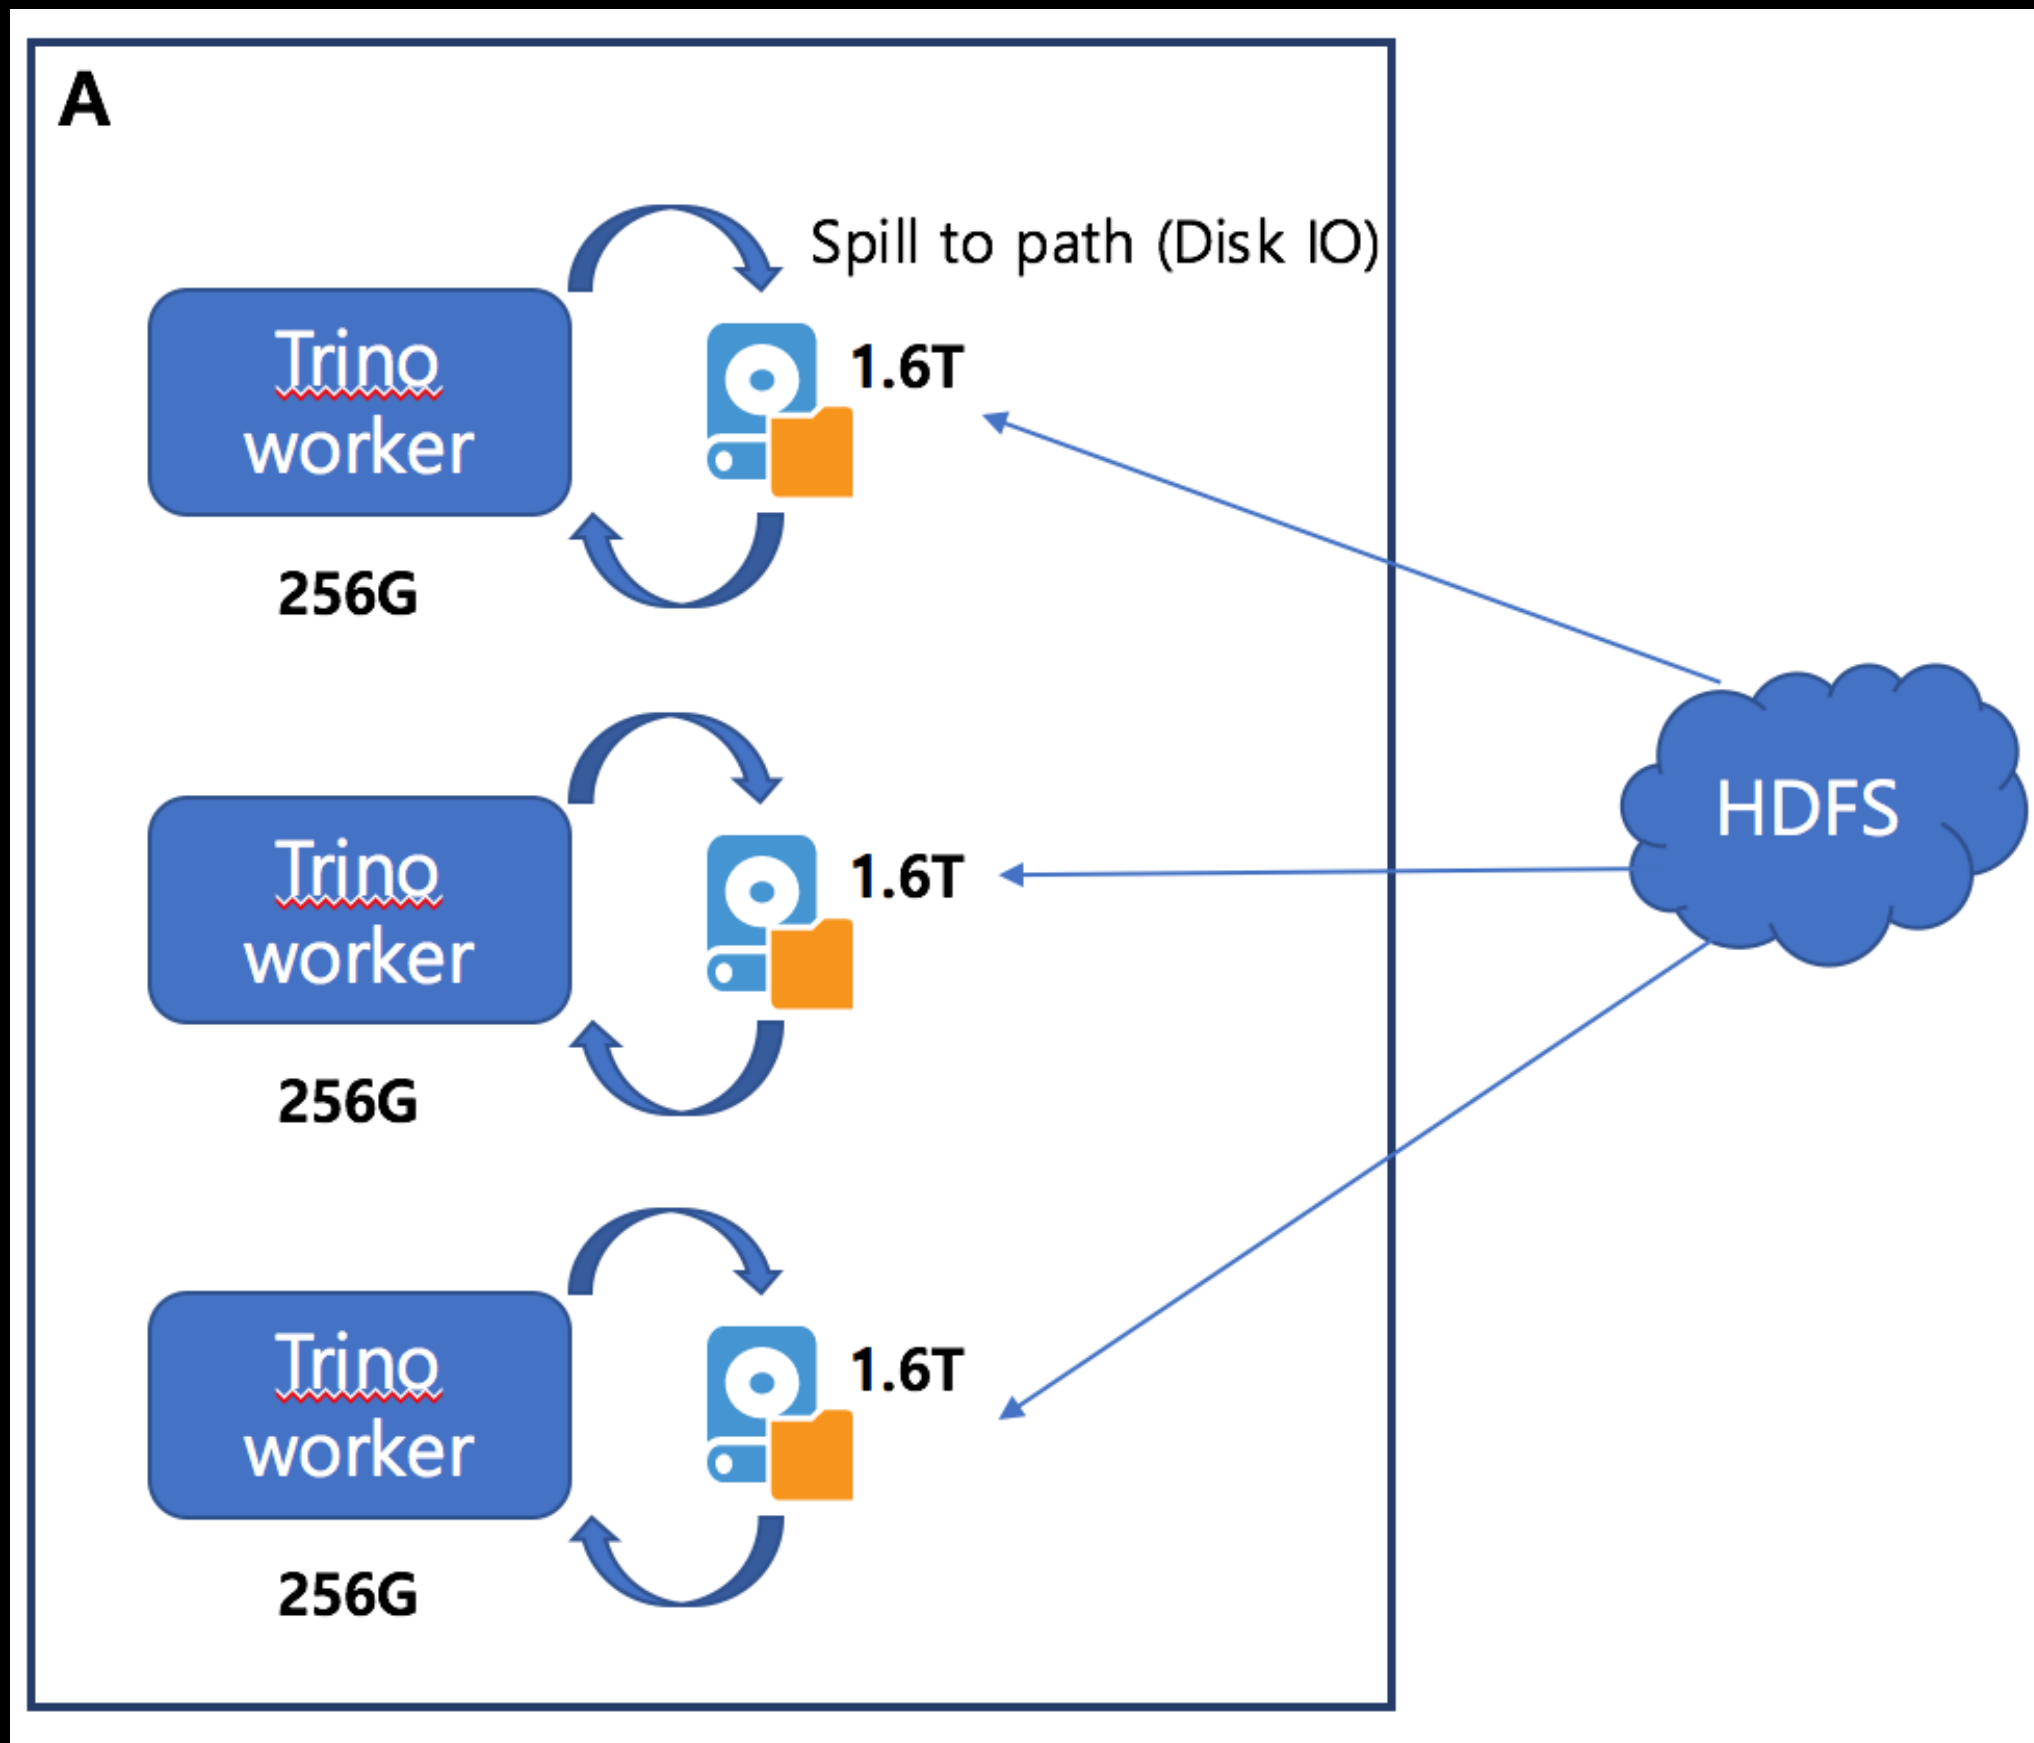 A
Spill to path (Disk IO)
Trino
worker
1.6T
256G
HDFS
Trino
worker
1.6T
256G
Trino
worker
1.6T
256G